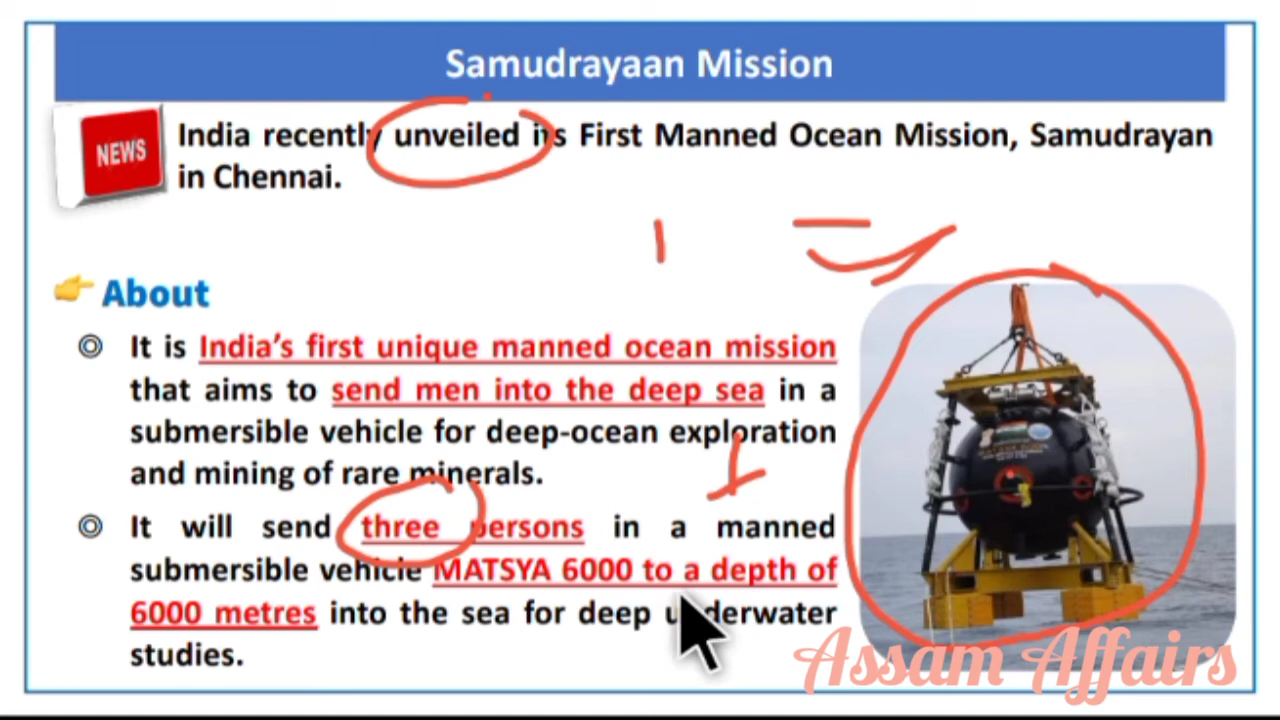 Samudrayaan Mission
NEWS
India recently unveiled its First Manned Ocean Mission, Samudrayan
in Chennai.
About
It is India's first unique manned ocean mission
that aims to send men into the deep sea in a
submersible vehicle for deep-ocean exploration
and mining of rare minerals.
It will send three persons in a manned
submersible vehicle MATSYA 6000 to a depth of
6000 metres into the sea for deep underwater
studies.
Assam Affairs